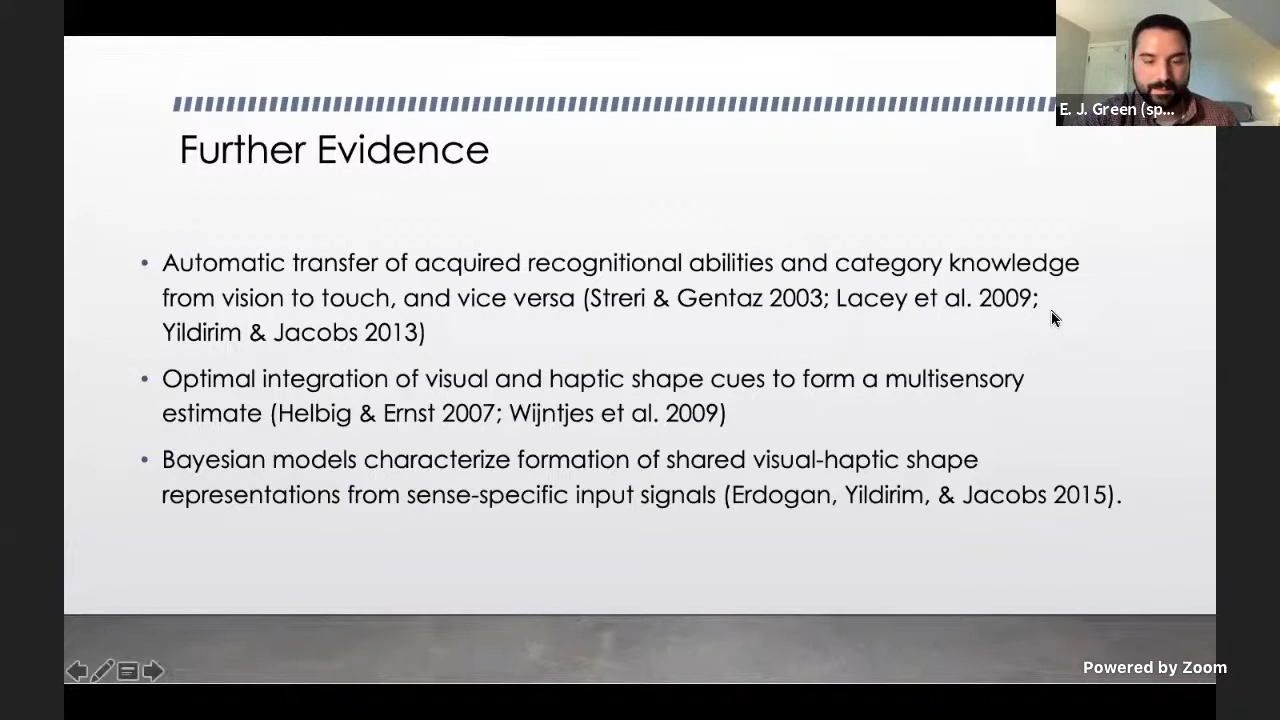 E. J. Green (sp...
Further Evidence
• Automatic transfer of acquired recognitional abilities and category knowledge
from vision to touch, and vice versa (Streri & Gentaz 2003; Lacey et al. 2009;
Yildirim & Jacobs 2013)
• Optimal integration of visual and haptic shape cues to form a multisensory
estimate (Helbig & Ernst 2007; Wijntjes et al. 2009)
• Bayesian models characterize formation of shared visual-haptic shape
representations from sense-specific input signals (Erdogan, Yildirim, & Jacobs 2015).
Powered by Zoom